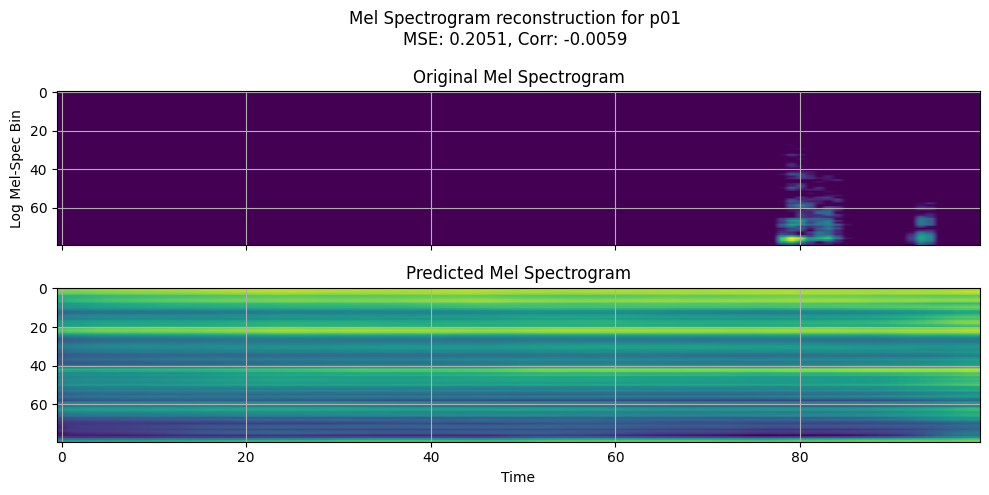 Mel Spectrogram reconstruction for p01
MSE: 0.2051, Corr: -0.0059
Original Mel Spectrogram
Log Mel-Spec Bin
0
20
40
60
Predicted Mel Spectrogram
0
20
40
60
0 20 40 60 80
Time